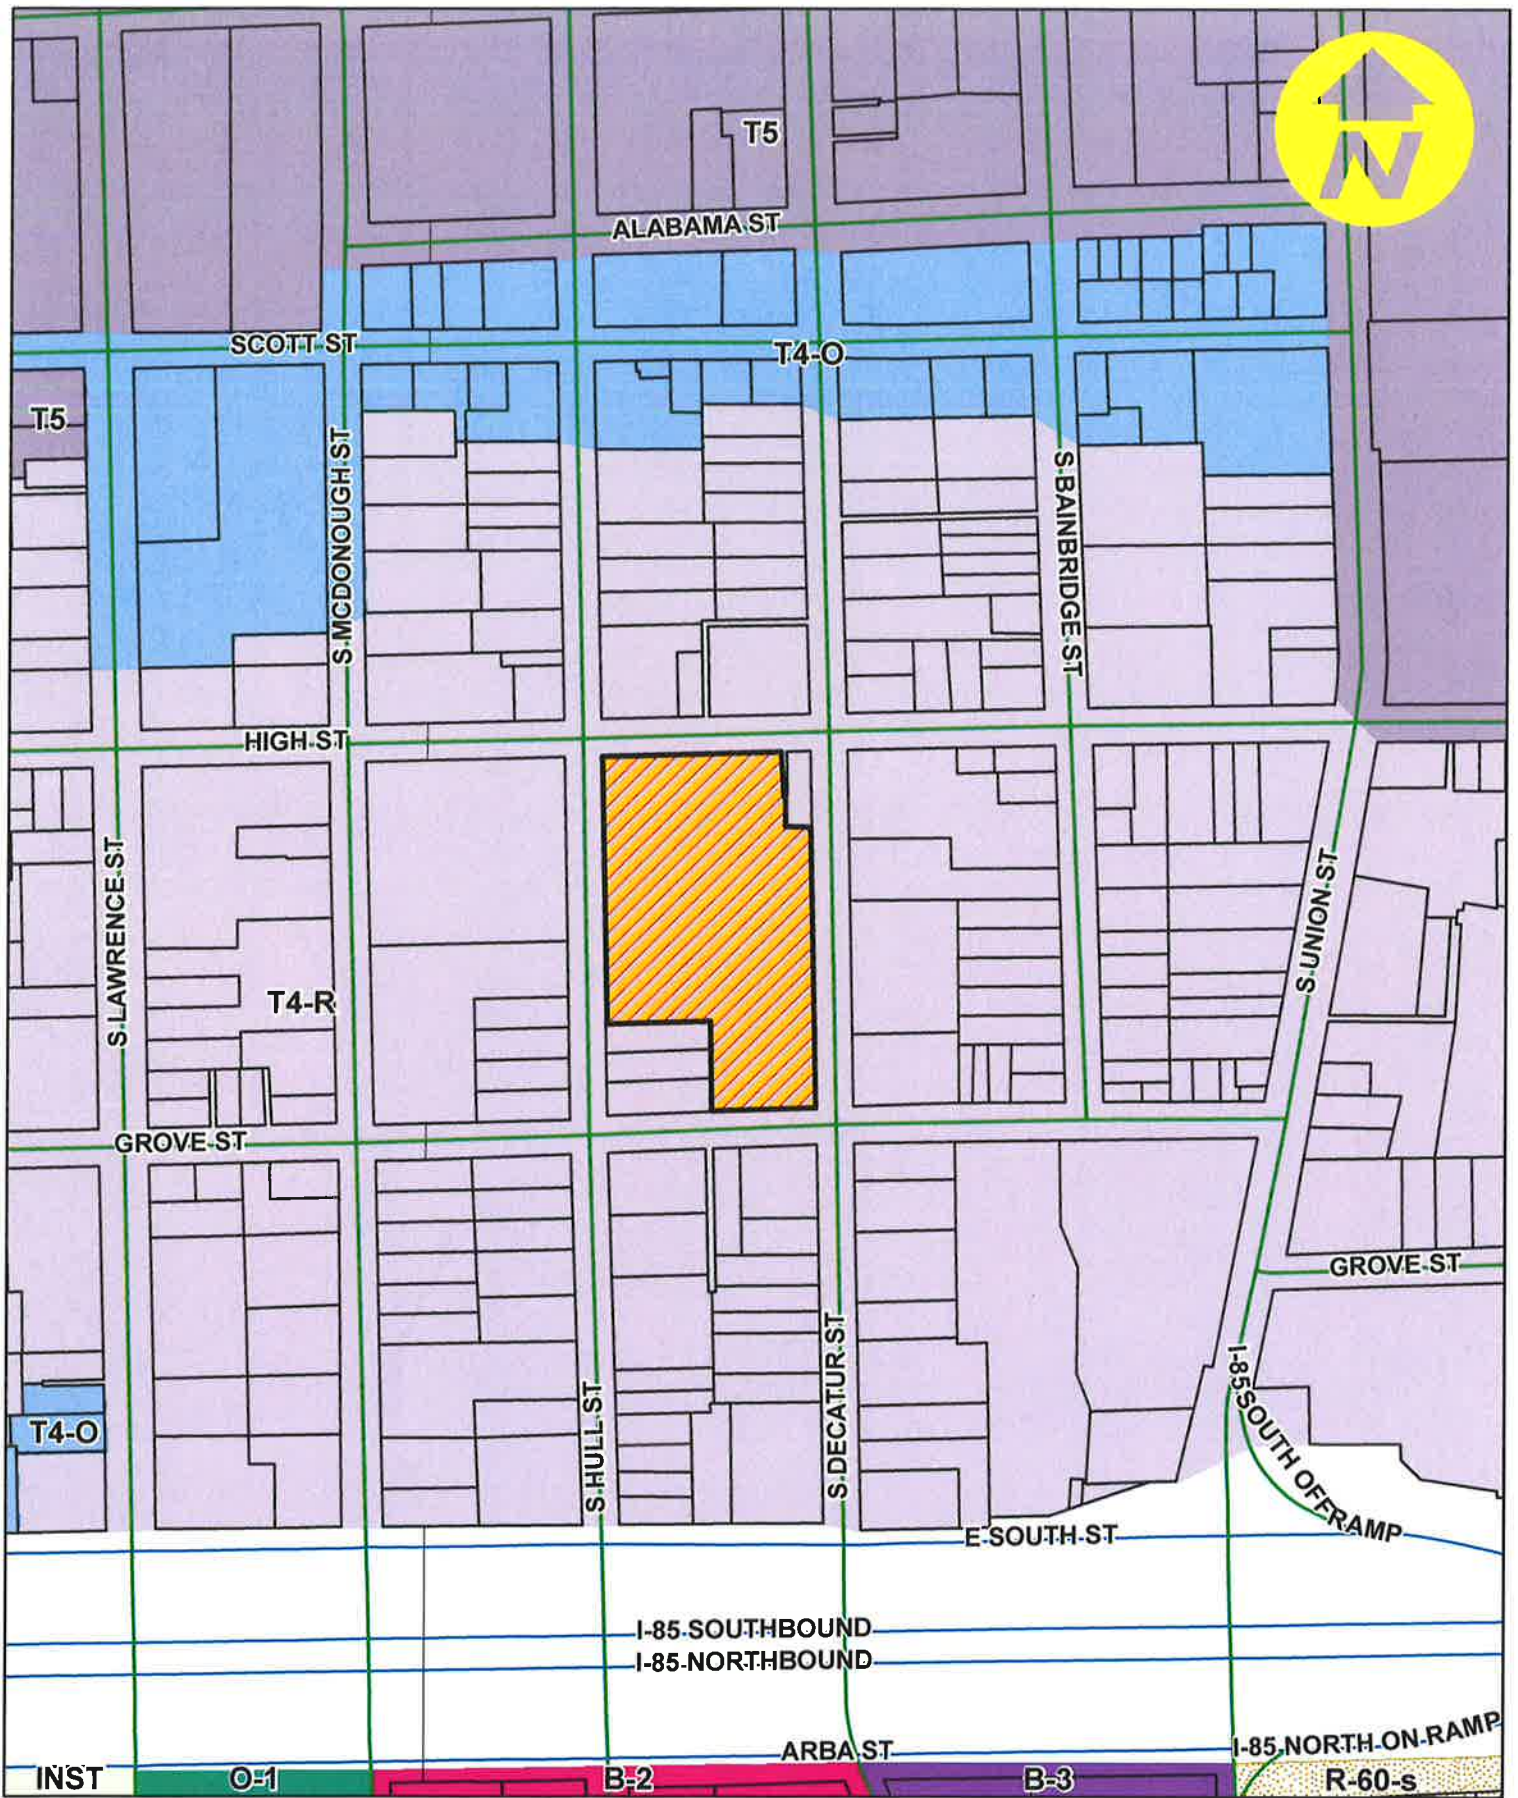 N
T5
ALABAMA ST
SCOTT ST
T4-O
T5
S MCDONOUGH ST
S BAINBRIDGE ST
HIGH ST
S LAWRENCE ST
S UNION ST
T4-R
GROVE ST
GROVE ST
S HULL ST
S DECATUR ST
I-85 SOUTH OFFRAMP
T4-O
E SOUTH ST
I-85 SOUTHBOUND
I-85 NORTHBOUND
ARBA ST
I-85 NORTH ON RAMP
INST
O-1
B-2
B-3
R-60-s